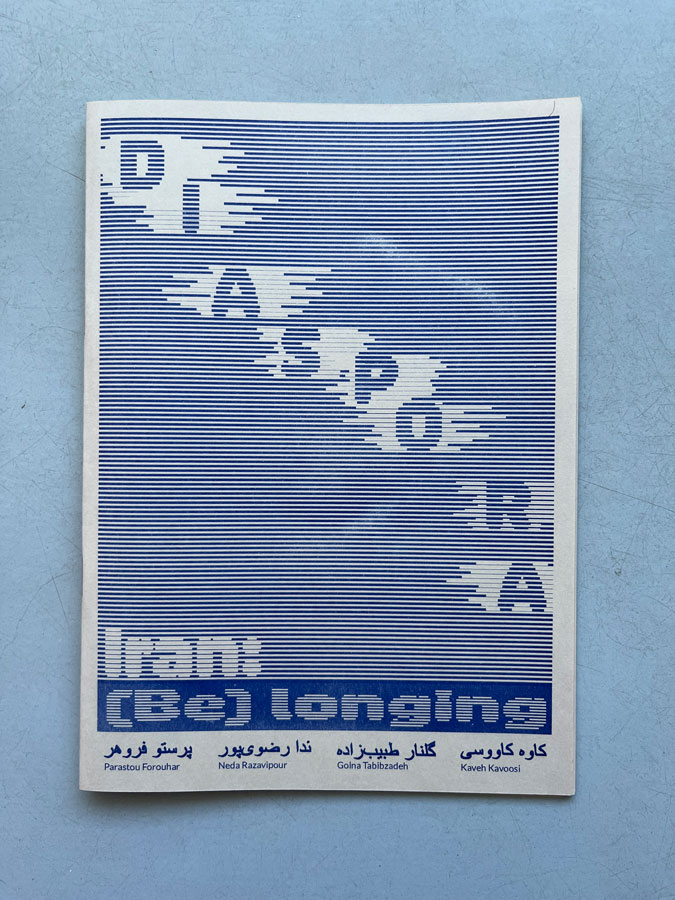 DIASPORA
Iran:
(Be) longing
پرستو فروهر ندا رضوی‌پور گلنار طبیب‌زاده کاوه کاووسی
Parastou Forouhar Neda Razavipour Golna Tabibzadeh Kaveh Kavoosi